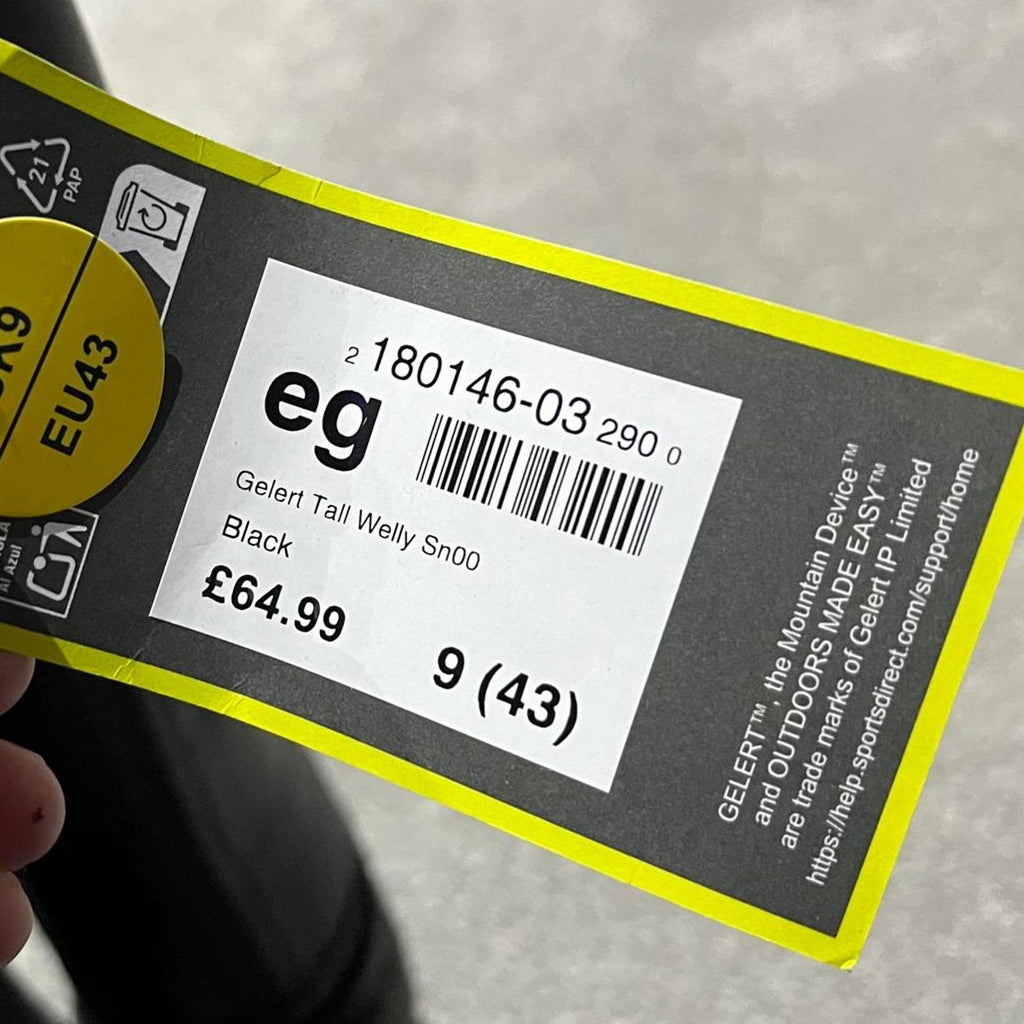 21
PAP
EU43
Azul
2 180146-03 290 0
eg
Gelert Tall Welly Sn00
Black
£64.99
9 (43)
GELERT™, the Mountain Device™
and OUTDOORS MADE EASY™
are trade marks of Gelert IP Limited
https://help.sportsdirect.com/support/home